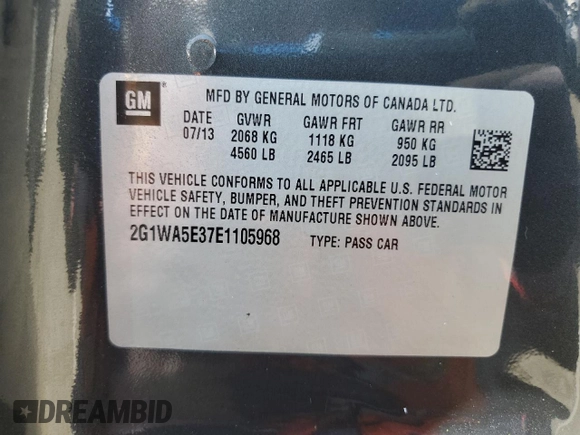 GM ®
MFD BY GENERAL MOTORS OF CANADA LTD.
DATE GVWR GAWR FRT GAWR RR
07/13 2068 KG 1118 KG 950 KG
4560 LB 2465 LB 2095 LB
THIS VEHICLE CONFORMS TO ALL APPLICABLE U.S. FEDERAL MOTOR
VEHICLE SAFETY, BUMPER, AND THEFT PREVENTION STANDARDS IN
EFFECT ON THE DATE OF MANUFACTURE SHOWN ABOVE.
2G1WA5E37E1105968 TYPE: PASS CAR
DREAMBID